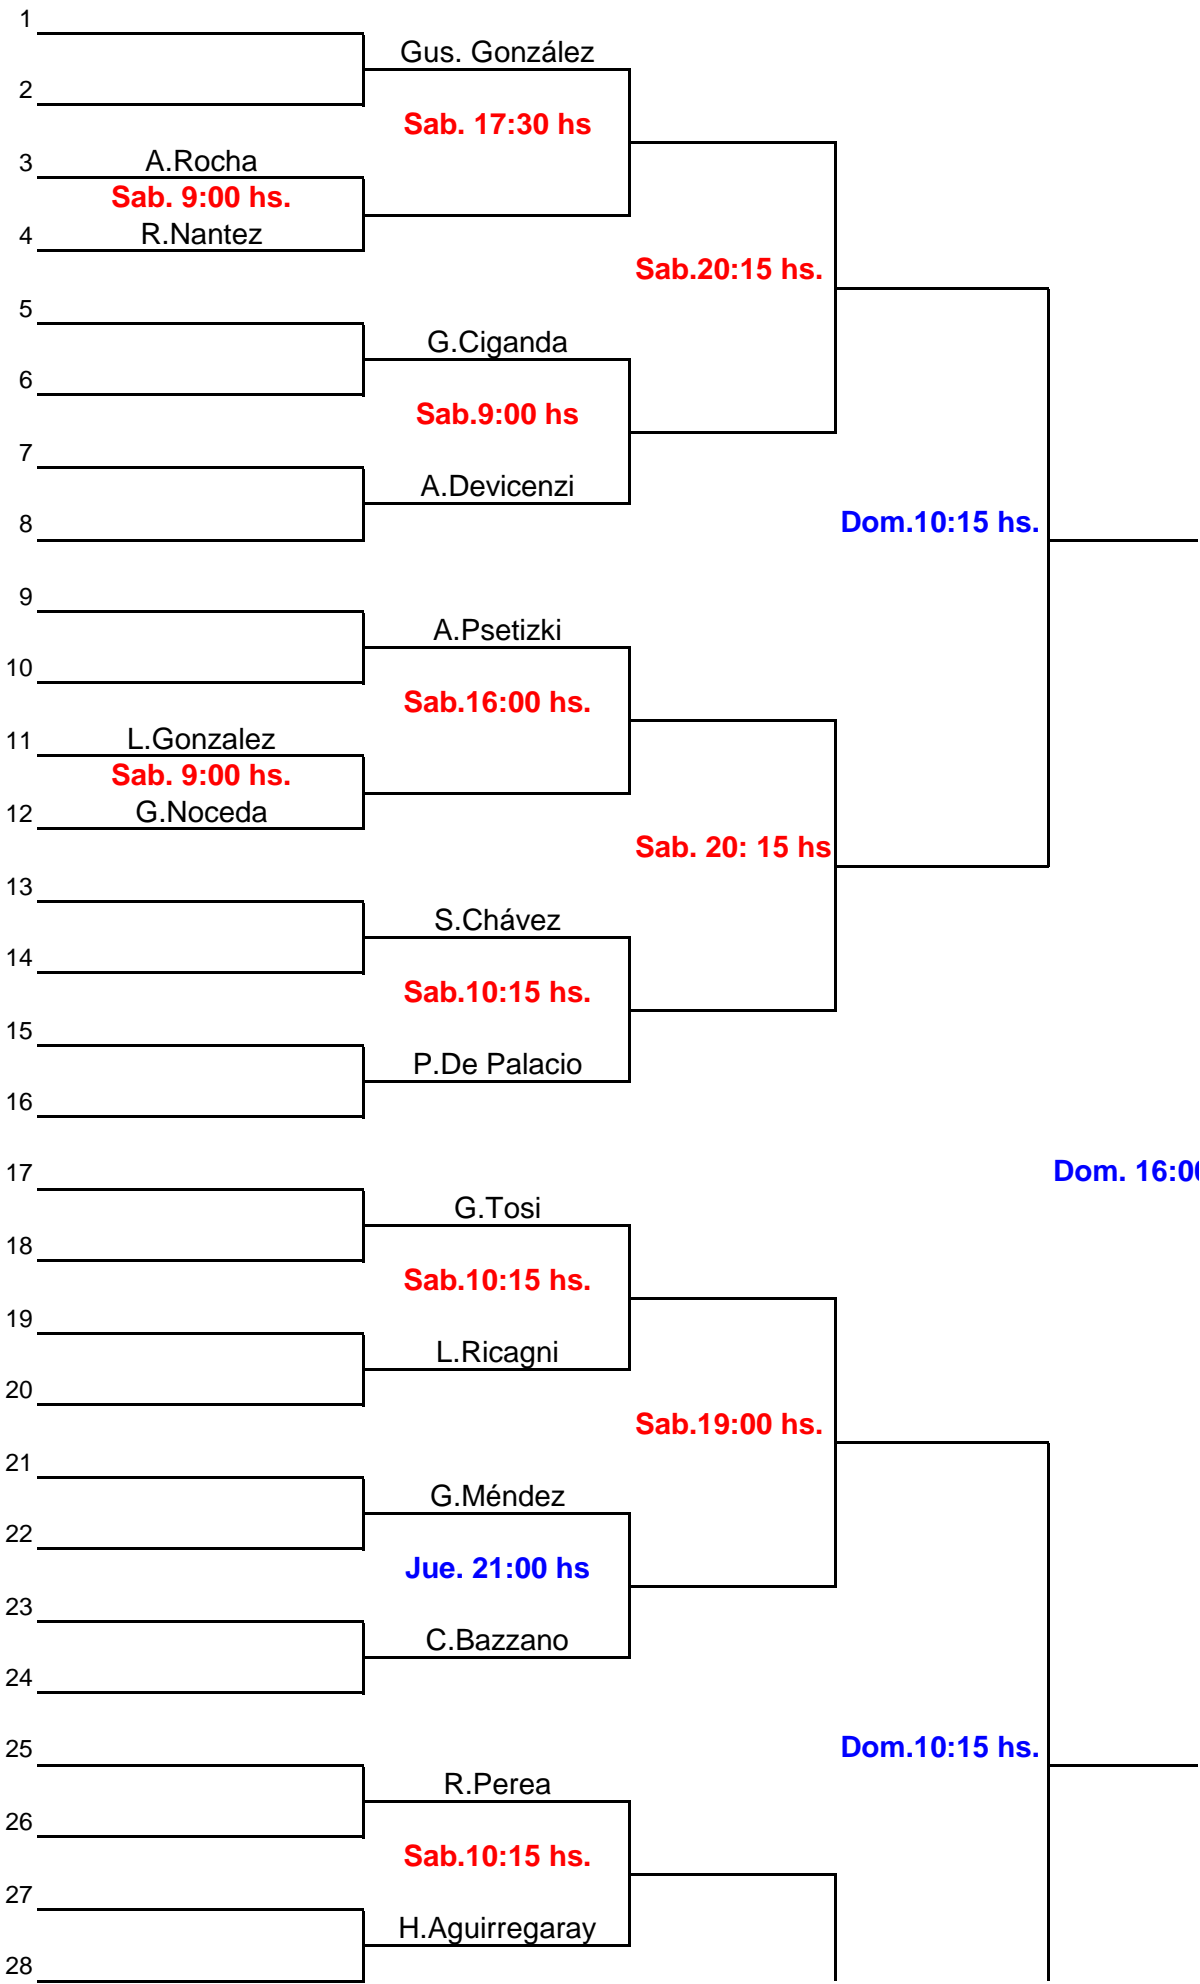 1
Gus. González
2
Sab. 17:30 hs
3
A.Rocha
Sab. 9:00 hs.
4
R.Nantez
Sab.20:15 hs.
5
G.Ciganda
6
Sab.9:00 hs
7
A.Devicenzi
8
Dom.10:15 hs.
9
A.Psetizki
10
Sab.16:00 hs.
11
L.Gonzalez
Sab. 9:00 hs.
12
G.Noceda
Sab. 20: 15 hs
13
S.Chávez
14
Sab.10:15 hs.
15
P.De Palacio
16
17
Dom. 16:00
G.Tosi
18
Sab.10:15 hs.
19
L.Ricagni
20
Sab.19:00 hs.
21
G.Méndez
22
Jue. 21:00 hs
23
C.Bazzano
24
25
Dom.10:15 hs.
R.Perea
26
Sab.10:15 hs.
27
H.Aguirregaray
28